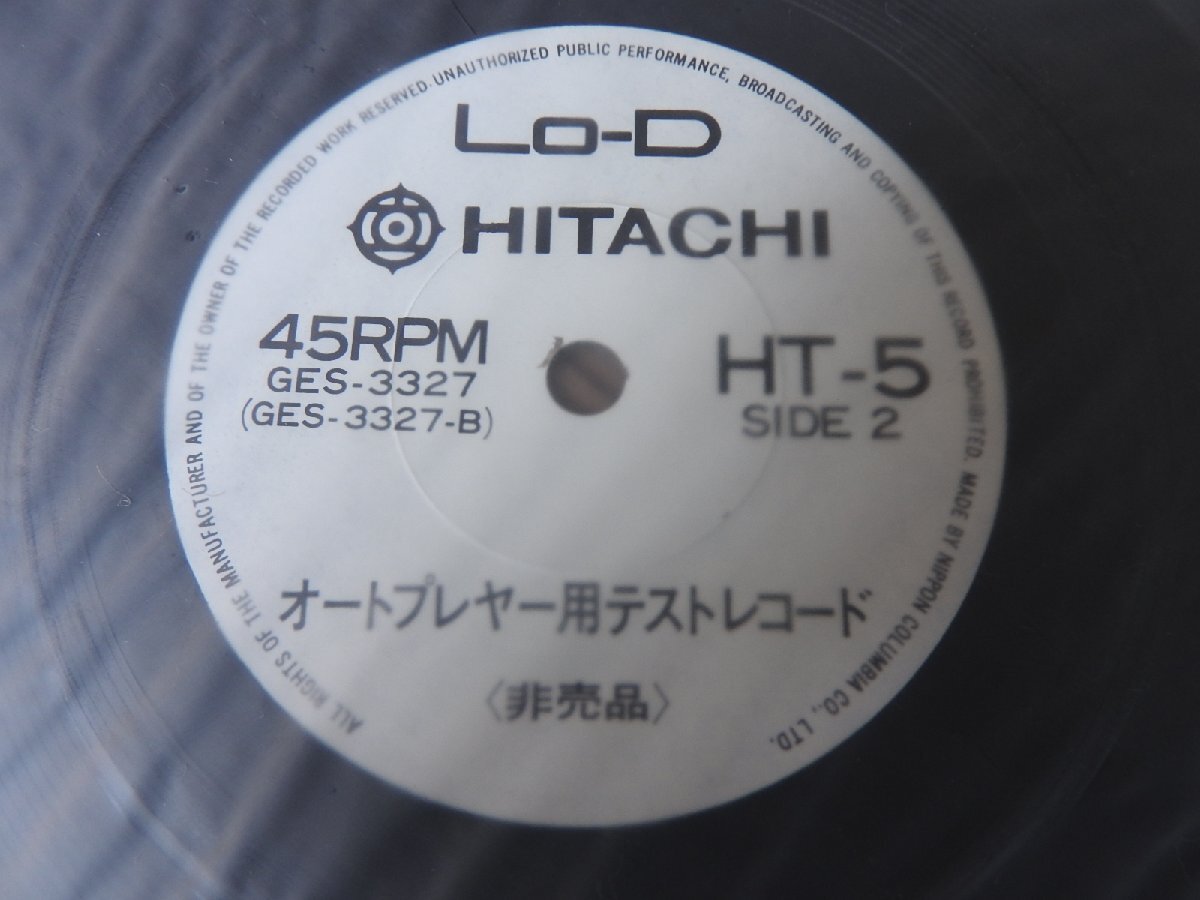 ALL RIGHTS OF THE MANUFACTURER AND OF THE OWNER OF THE RECORDED WORK RESERVED·UNAUTHORIZED PUBLIC PERFORMANCE, BROADCASTING AND COPYING OF THIS RECORD PROHIBITED. MADE BY NIPPON COLUMBIA CO., LTD.
Lo-D
HITACHI
45RPM
GES-3327
(GES-3327-B)
HT-5
SIDE 2
オートプレヤー用テストレコード
〈非売品〉